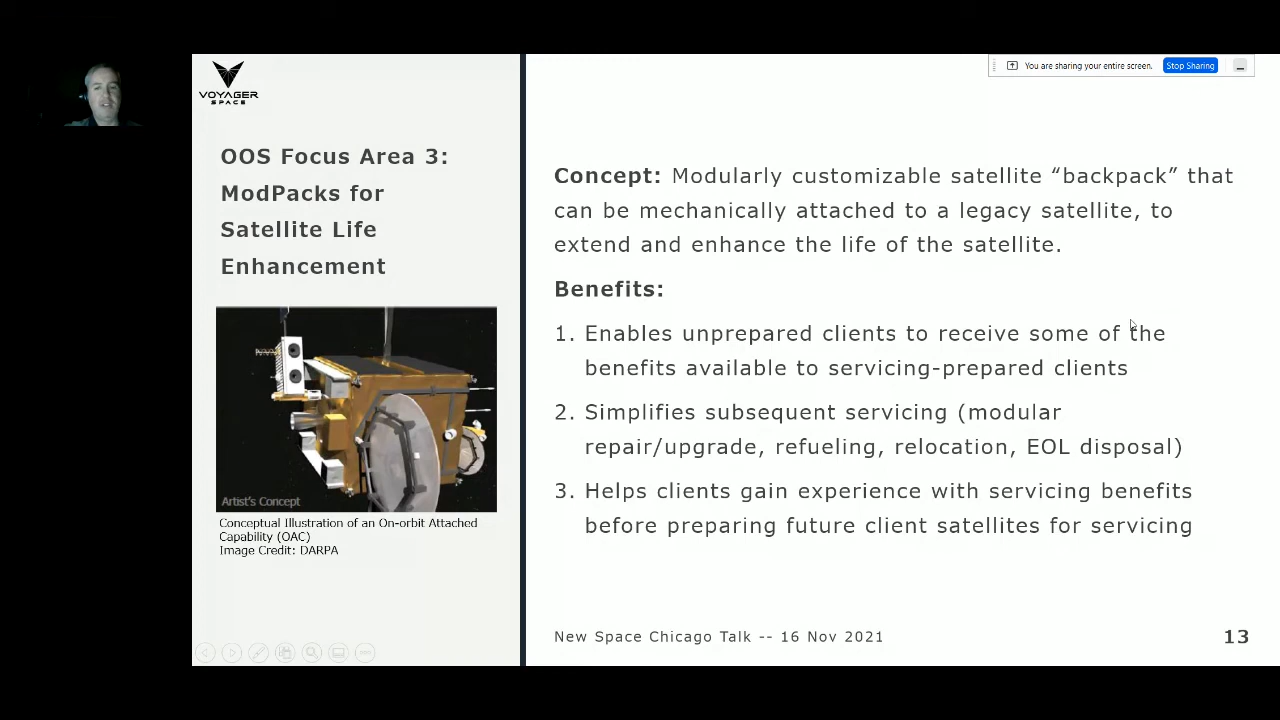 You are sharing your entire screen.
Stop Sharing
VOYAGER
SPACE
OOS Focus Area 3:
ModPacks for
Satellite Life
Enhancement
Artist's Concept
Conceptual Illustration of an On-orbit Attached
Capability (OAC)
Image Credit: DARPA
Concept: Modularly customizable satellite “backpack” that
can be mechanically attached to a legacy satellite, to
extend and enhance the life of the satellite.
Benefits:
1. Enables unprepared clients to receive some of the
benefits available to servicing-prepared clients
2. Simplifies subsequent servicing (modular
repair/upgrade, refueling, relocation, EOL disposal)
3. Helps clients gain experience with servicing benefits
before preparing future client satellites for servicing
New Space Chicago Talk -- 16 Nov 2021
13